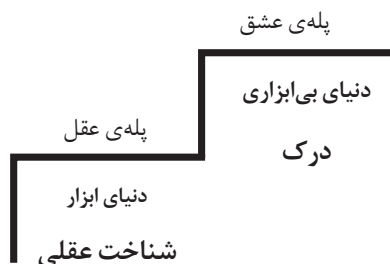 پله‌ی عشق
دنیای بی‌ابزاری
درک
پله‌ی عقل
دنیای ابزار
شناخت عقلی